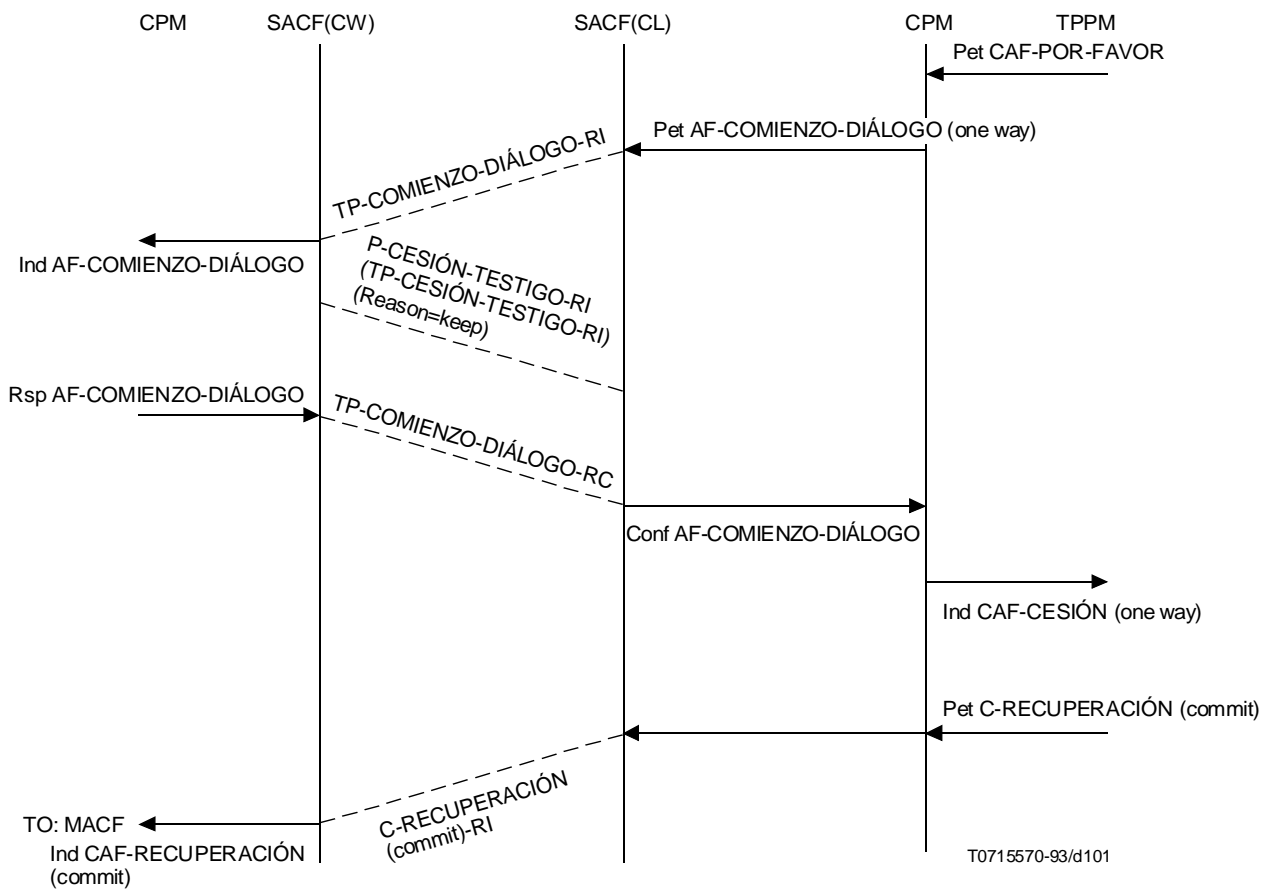 CPM SACF(CW) SACF(CL) CPM TPPM
Pet CAF-POR-FAVOR
Pet AF-COMIENZO-DIÁLOGO (one way)
TP-COMIENZO-DIÁLOGO-RI
Ind AF-COMIENZO-DIÁLOGO
P-CESIÓN-TESTIGO-RI
(TP-CESIÓN-TESTIGO-RI)
(Reason=keep)
Rsp AF-COMIENZO-DIÁLOGO
TP-COMIENZO-DIÁLOGO-RC
Conf AF-COMIENZO-DIÁLOGO
Ind CAF-CESIÓN (one way)
Pet C-RECUPERACIÓN (commit)
C-RECUPERACIÓN
(commit)-RI
TO: MACF
Ind CAF-RECUPERACIÓN
(commit)
T0715570-93/d101